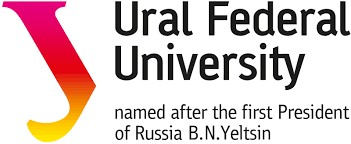 Ural Federal
University
named after the first President
of Russia B.N.Yeltsin